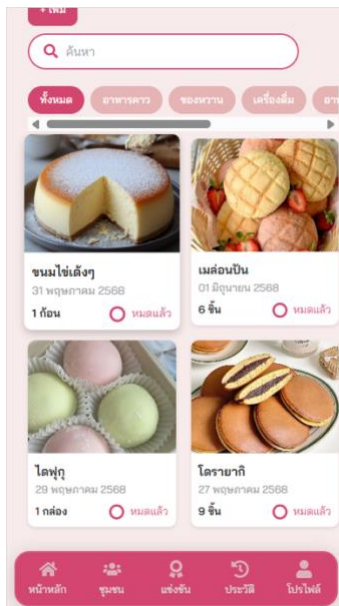 + เพิ่ม
ค้นหา
ทั้งหมด อาหารคาว ของหวาน เครื่องดื่ม
ขนมไข่เด้งๆ เมล่อนปัน
31 พฤษภาคม 2568 01 มิถุนายน 2568
1 ก้อน หมดแล้ว 6 ชิ้น หมดแล้ว
ไดฟุกุ โดรายากิ
29 พฤษภาคม 2568 27 พฤษภาคม 2568
1 กล่อง หมดแล้ว 9 ชิ้น หมดแล้ว
หน้าหลัก ชุมชน แข่งขัน ประวัติ โปรไฟล์